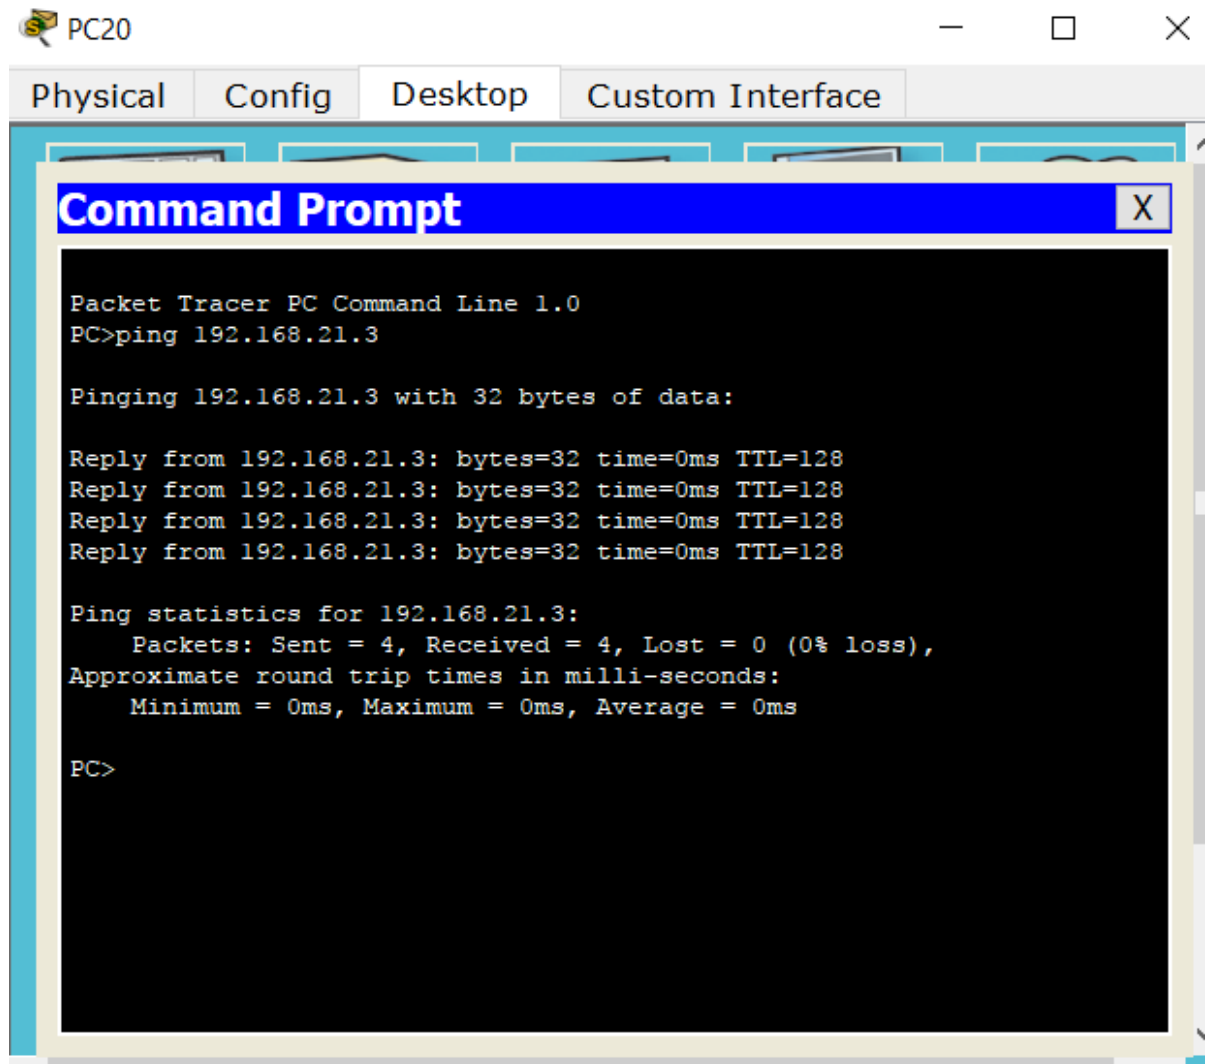 PC20
Physical Config Desktop Custom Interface
Command Prompt X
Packet Tracer PC Command Line 1.0
PC>ping 192.168.21.3
Pinging 192.168.21.3 with 32 bytes of data:
Reply from 192.168.21.3: bytes=32 time=0ms TTL=128
Reply from 192.168.21.3: bytes=32 time=0ms TTL=128
Reply from 192.168.21.3: bytes=32 time=0ms TTL=128
Reply from 192.168.21.3: bytes=32 time=0ms TTL=128
Ping statistics for 192.168.21.3:
    Packets: Sent = 4, Received = 4, Lost = 0 (0% loss),
Approximate round trip times in milli-seconds:
    Minimum = 0ms, Maximum = 0ms, Average = 0ms
PC>